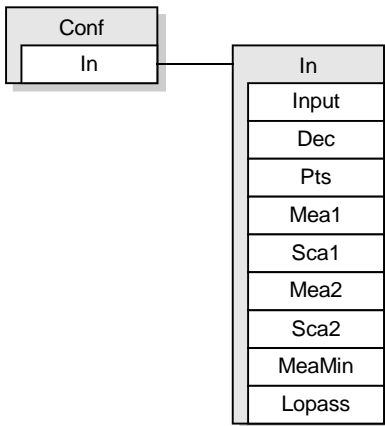 Conf
In
In
Input
Dec
Pts
Mea1
Sca1
Mea2
Sca2
MeaMin
Lopass